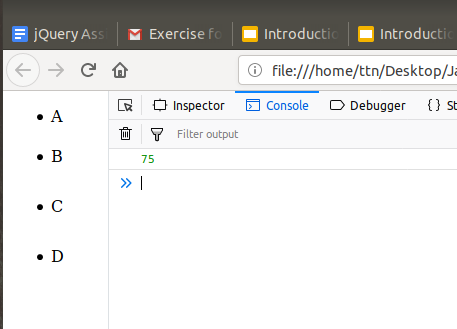 jQuery Ass
Exercise fo
Introductio
Introductio
file:///home/ttn/Desktop/Ja
A
B
C
D
Inspector
Console
Debugger
{} St
Filter output
75
»